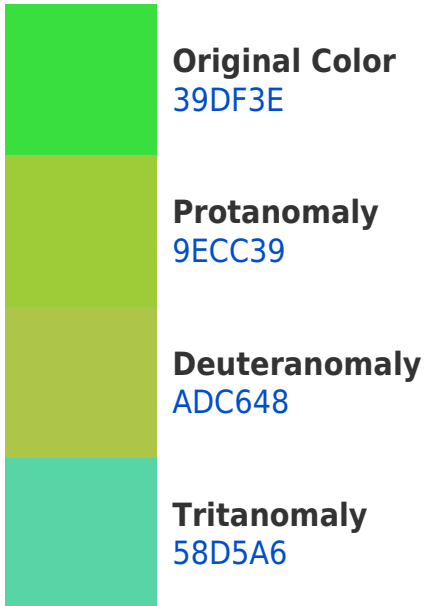 Original Color
39DF3E
Protanomaly
9ECC39
Deuteranomaly
ADC648
Tritanomaly
58D5A6